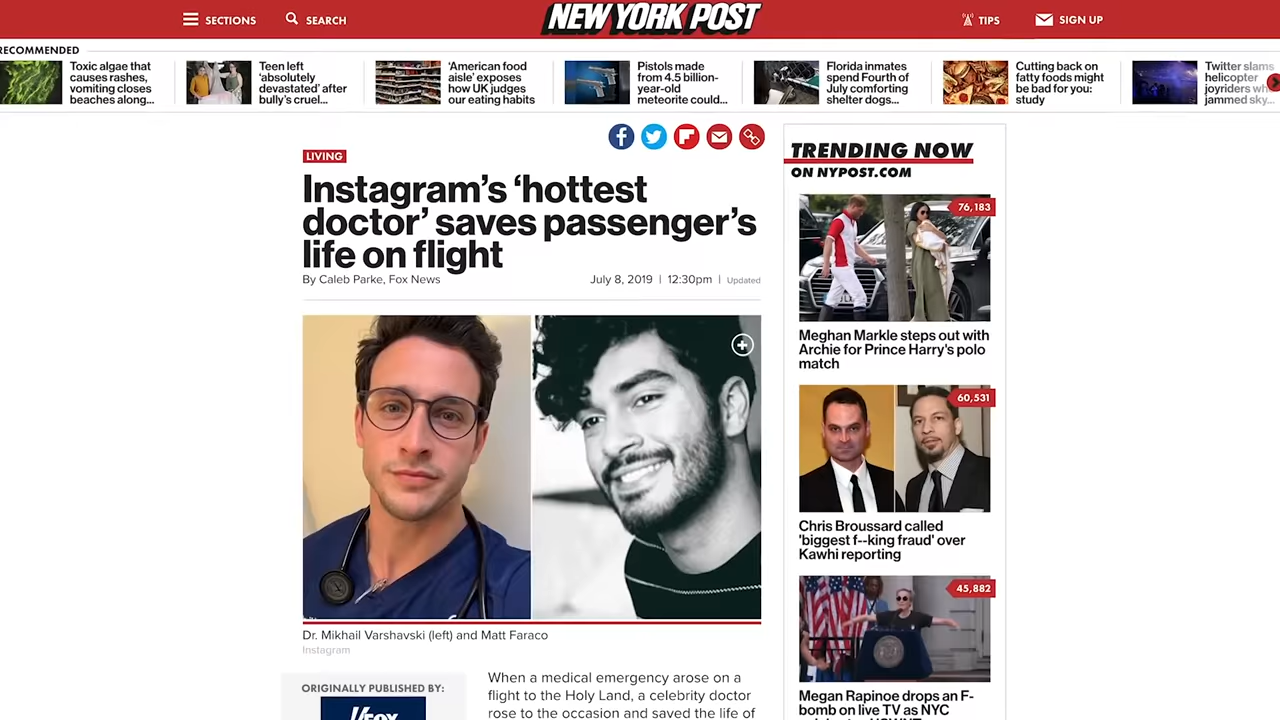 SECTIONS
SEARCH
NEW YORK POST
TIPS
SIGN UP
RECOMMENDED
Toxic algae that
causes rashes,
vomiting closes
beaches along...
Teen left
'absolutely
devastated' after
bully's cruel...
'American food
aisle' exposes
how UK judges
our eating habits
Pistols made
from 4.5 billion-
year-old
meteorite could...
Florida inmates
spend Fourth of
July comforting
shelter dogs...
Cutting back on
fatty foods might
be bad for you:
study
Twitter slams
helicopter
joyriders
jammed sky...
LIVING
Instagram's 'hottest
doctor' saves passenger's
life on flight
By Caleb Parke, Fox News
July 8, 2019 | 12:30pm | Updated
Dr. Mikhail Varshavski (left) and Matt Faraco
Instagram
ORIGINALLY PUBLISHED BY:
FOX
When a medical emergency arose on a
flight to the Holy Land, a celebrity doctor
rose to the occasion and saved the life of
TRENDING NOW
ON NYPOST.COM
76,183
Meghan Markle steps out with
Archie for Prince Harry's polo
match
60,531
Chris Broussard called
'biggest f--king fraud' over
Kawhi reporting
45,882
Megan Rapinoe drops an F-
bomb on live TV as NYC